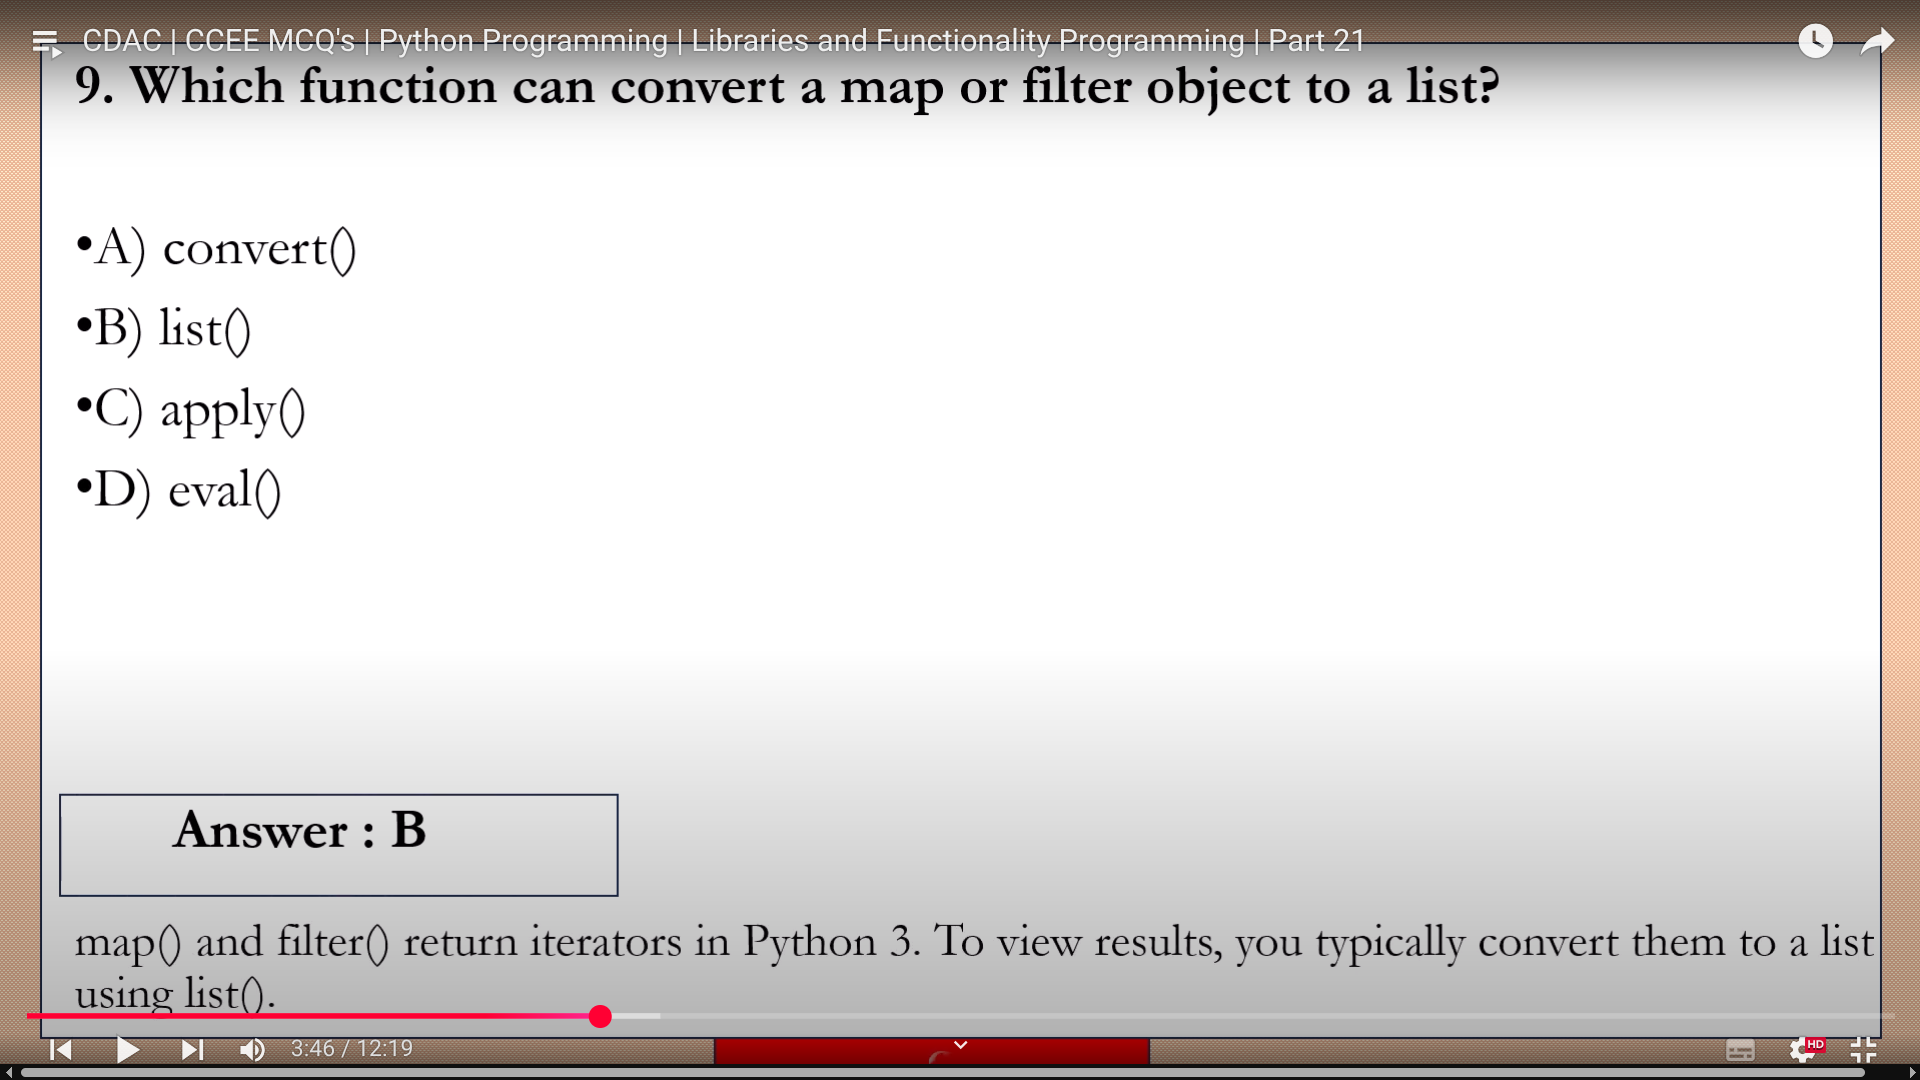 CDAC | CCEE MCQ's | Python Programming | Libraries and Functionality Programming | Part 21
9. Which function can convert a map or filter object to a list?
•A) convert()
•B) list()
•C) apply()
•D) eval()
Answer : B
map() and filter() return iterators in Python 3. To view results, you typically convert them to a list
using list().
3:46 / 12:19
HD